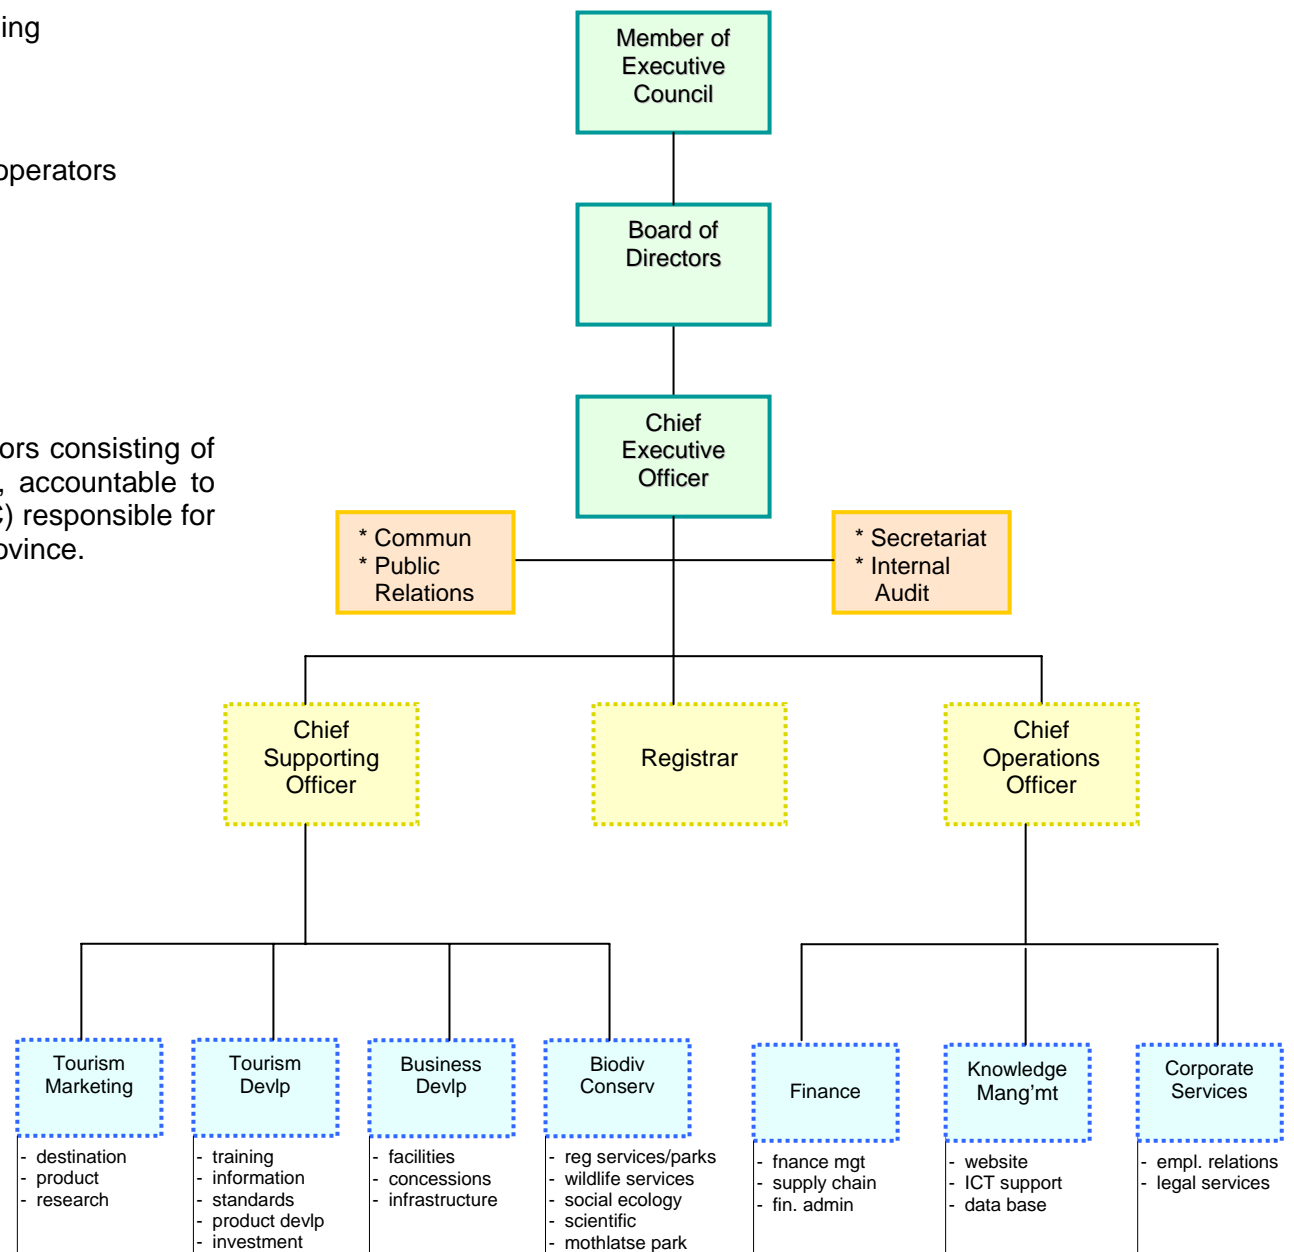 ing
operators
ors consisting of
, accountable to
C) responsible for
ovince.
Member of
Executive
Council
Board of
Directors
Chief
Executive
Officer
* Commun
* Public
Relations
* Secretariat
* Internal
Audit
Chief
Supporting
Officer
Registrar
Chief
Operations
Officer
Tourism
Marketing
- destination
- product
- research
Tourism
Devlp
- training
- information
- standards
- product devlp
- investment
Business
Devlp
- facilities
- concessions
- infrastructure
Biodiv
Conserv
- reg services/parks
- wildlife services
- social ecology
- scientific
- mothlatse park
Finance
- fnance mgt
- supply chain
- fin. admin
Knowledge
Mang’mt
- website
- ICT support
- data base
Corporate
Services
- empl. relations
- legal services